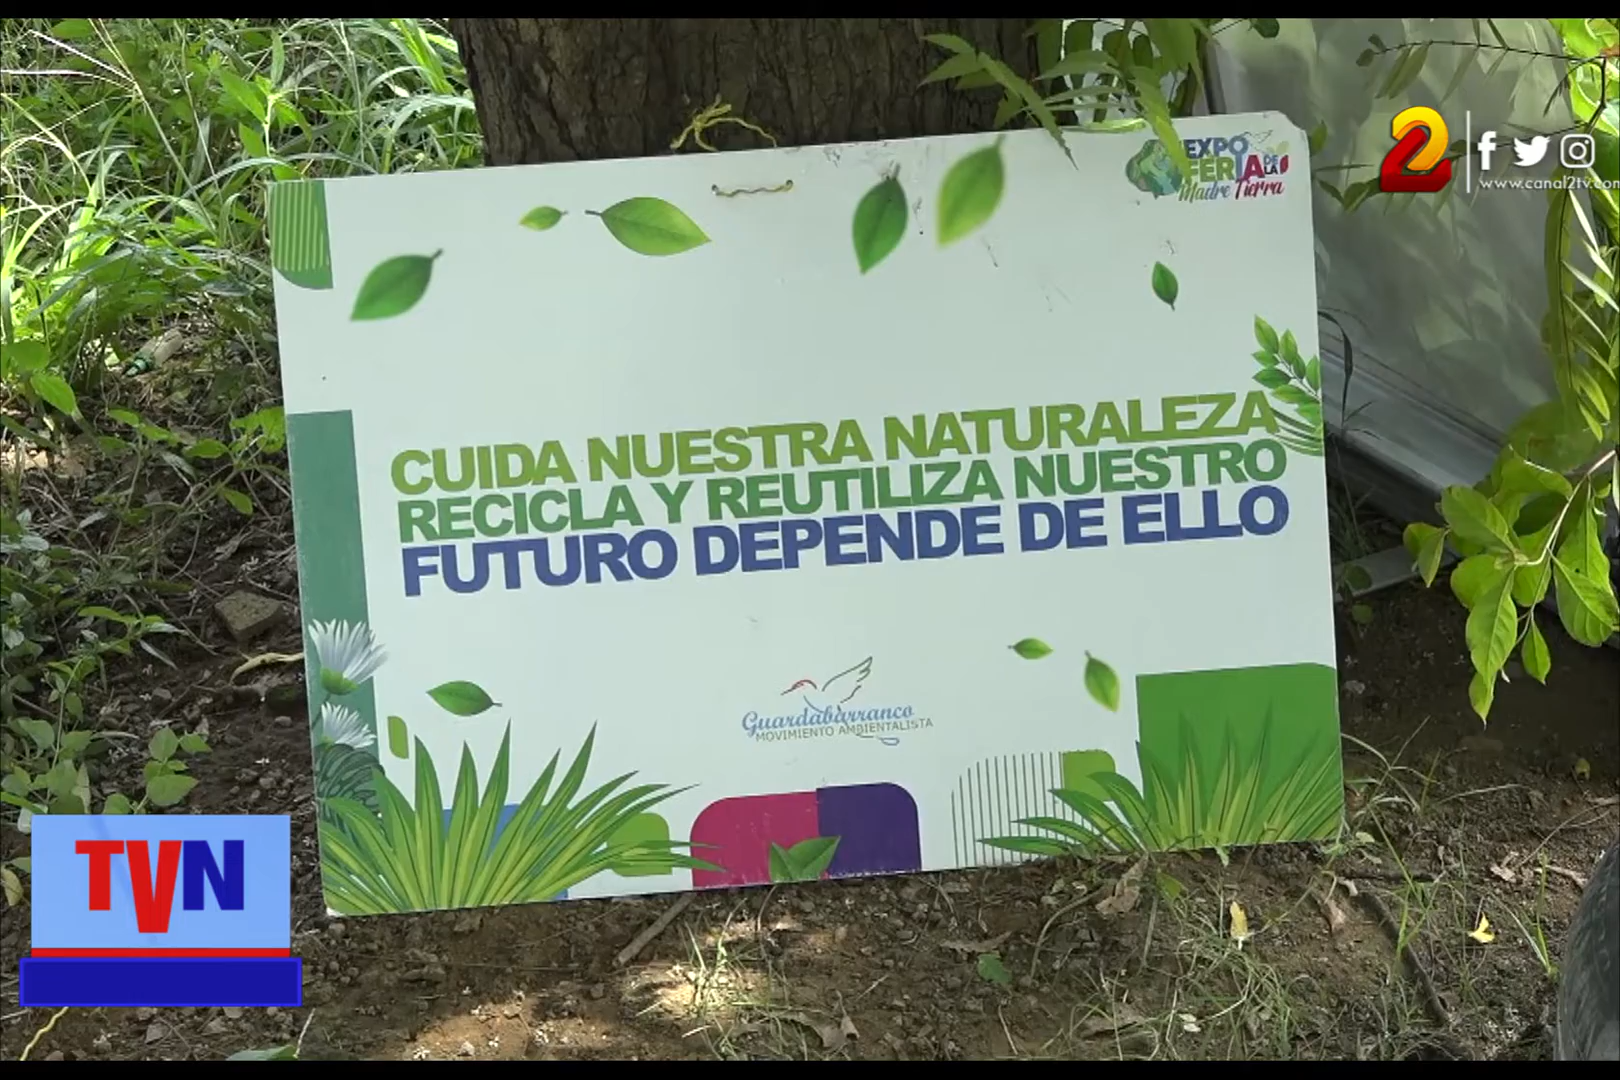 2
www.canal2tv.com
EXPO
FERIA DE LA
Madre Tierra
CUIDA NUESTRA NATURALEZA
RECICLA Y REUTILIZA NUESTRO
FUTURO DEPENDE DE ELLO
Guardabarranco
MOVIMIENTO AMBIENTALISTA
TVN